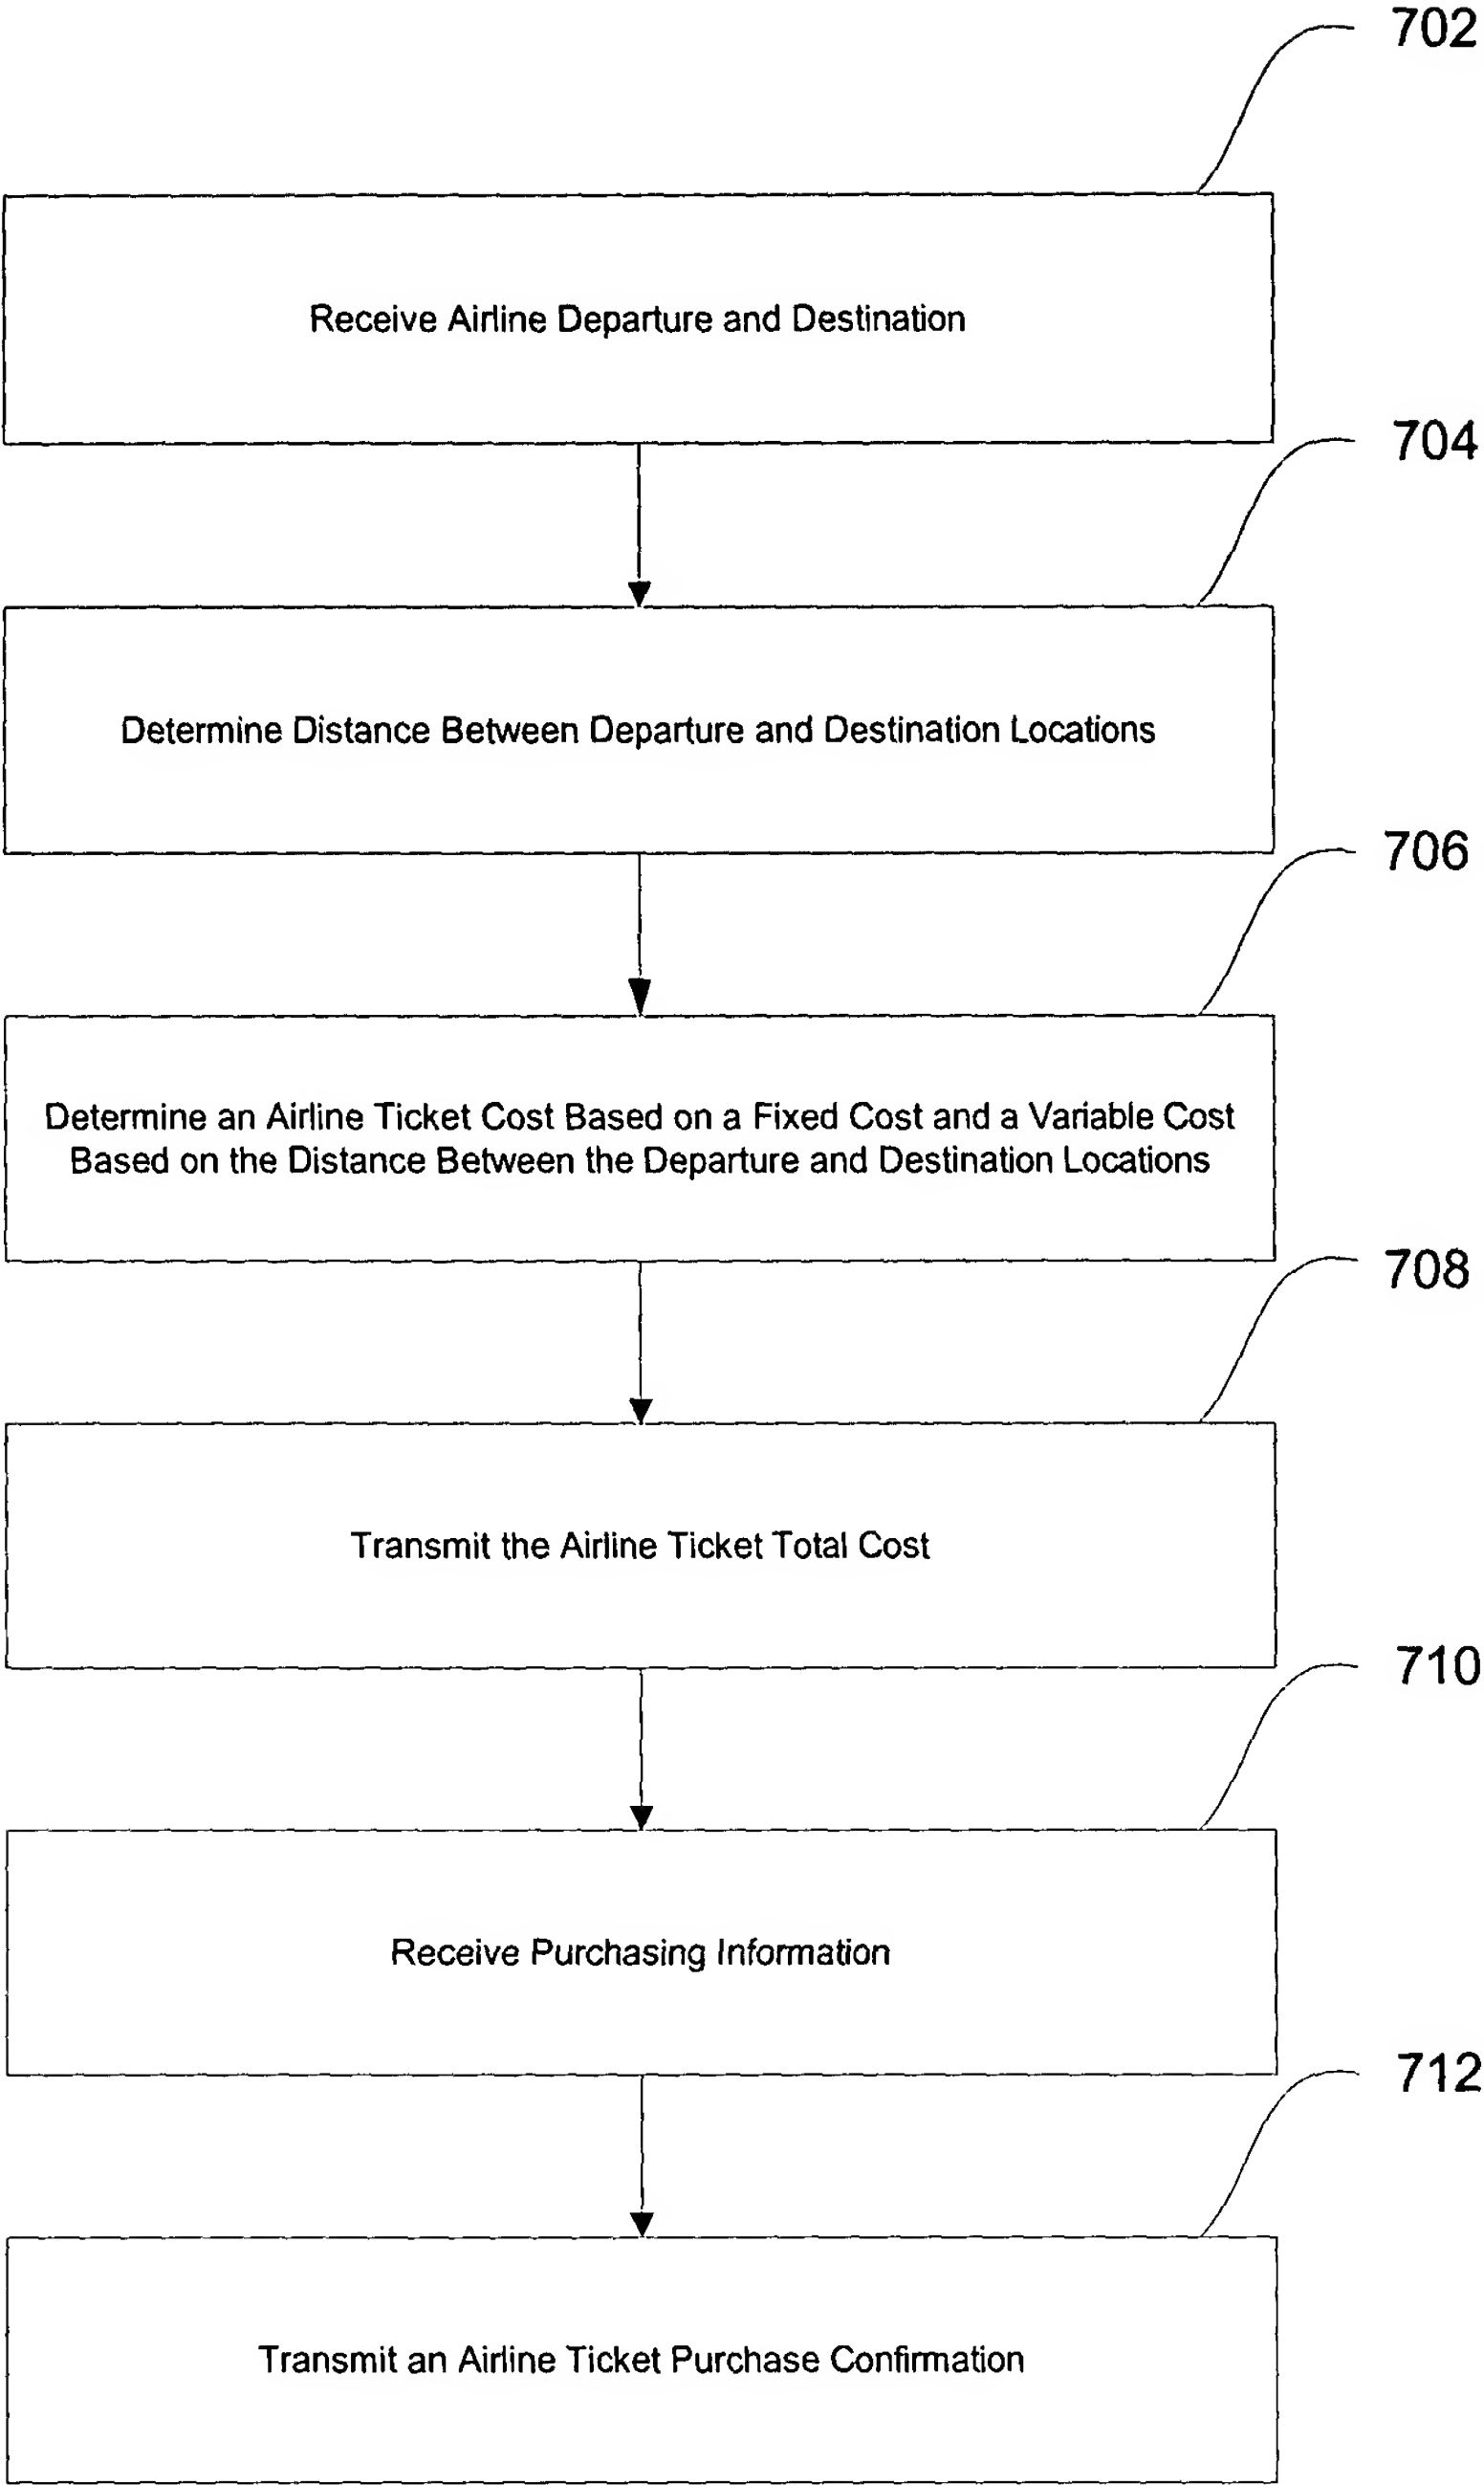 702
Receive Airline Departure and Destination
704
Determine Distance Between Departure and Destination Locations
706
Determine an Airline Ticket Cost Based on a Fixed Cost and a Variable Cost
Based on the Distance Between the Departure and Destination Locations
708
Transmit the Airline Ticket Total Cost
710
Receive Purchasing Information
712
Transmit an Airline Ticket Purchase Confirmation